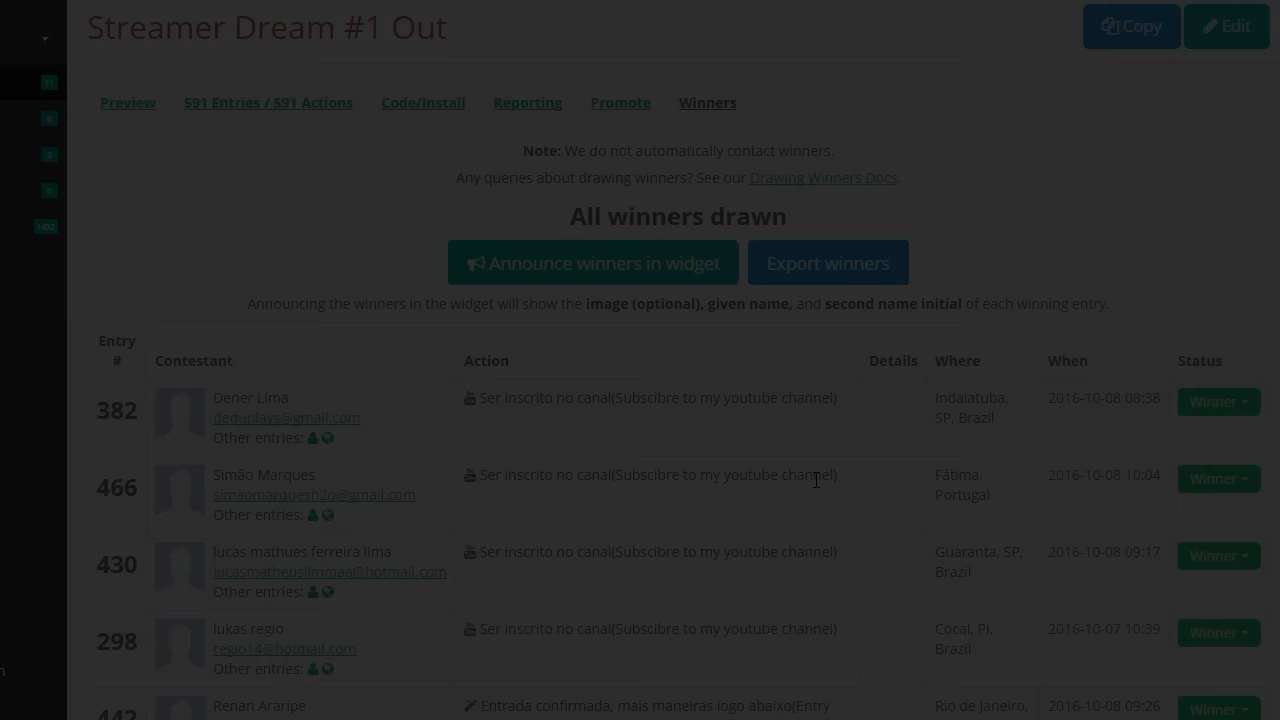 Streamer Dream #1 Out
Copy
Edit
Preview
591 Entries / 591 Actions
Code/Install
Reporting
Promote
Winners
Note: We do not automatically contact winners.
Any queries about drawing winners? See our Drawing Winners Docs.
All winners drawn
Announce winners in widget
Export winners
Announcing the winners in the widget will show the image (optional), given name, and second name initial of each winning entry.
Entry
#
Contestant
Action
Details
Where
When
Status
382
Dener Lima
deduplays@gmail.com
Other entries:
Ser inscrito no canal(Subscibre to my youtube channel)
Indaiatuba,
SP, Brazil
2016-10-08 08:38
Winner
466
Simão Marques
simaomarquesh2o@gmail.com
Other entries:
Ser inscrito no canal(Subscibre to my youtube channel)
Fátima,
Portugal
2016-10-08 10:04
Winner
430
lucas mathues ferreira lima
lucasmatheuslimmaa@hotmail.com
Other entries:
Ser inscrito no canal(Subscibre to my youtube channel)
Guaranta, SP,
Brazil
2016-10-08 09:17
Winner
298
lukas regio
regio14@hotmail.com
Other entries:
Ser inscrito no canal(Subscibre to my youtube channel)
Cocal, PI,
Brazil
2016-10-07 10:39
Winner
442
Renan Araripe
Entrada confirmada, mais maneiras logo abaixo(Entry
Rio de Janeiro,
2016-10-08 09:26
Winner